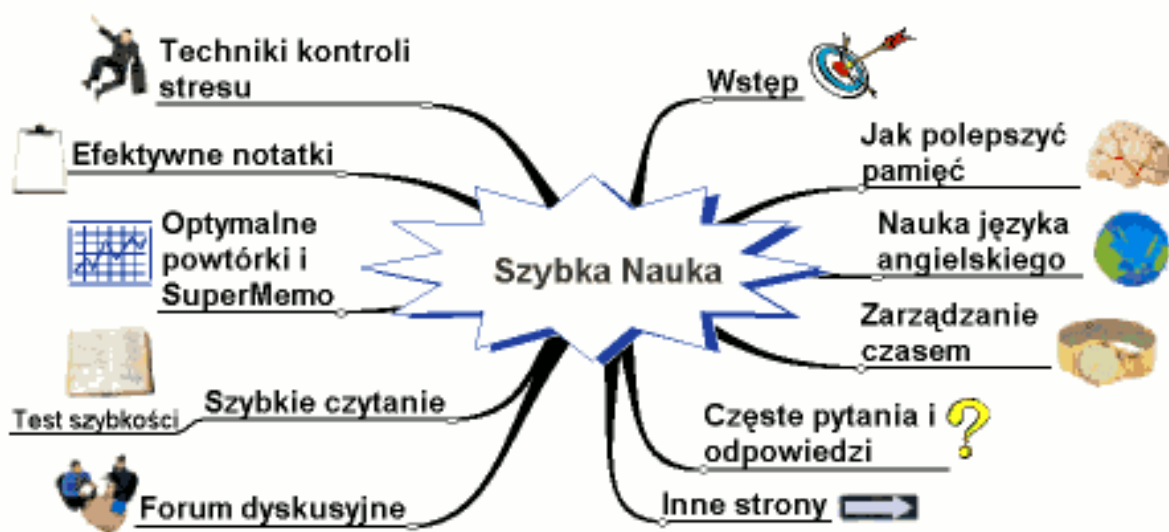 Techniki kontroli
stresu
Efektywne notatki
Optymalne
powtórki i
SuperMemo
Szybkie czytanie
Test szybkości
Forum dyskusyjne
Szybka Nauka
Wstęp
Jak polepszyć
pamięć
Nauka języka
angielskiego
Zarządzanie
czasem
Częste pytania i
odpowiedzi
Inne strony